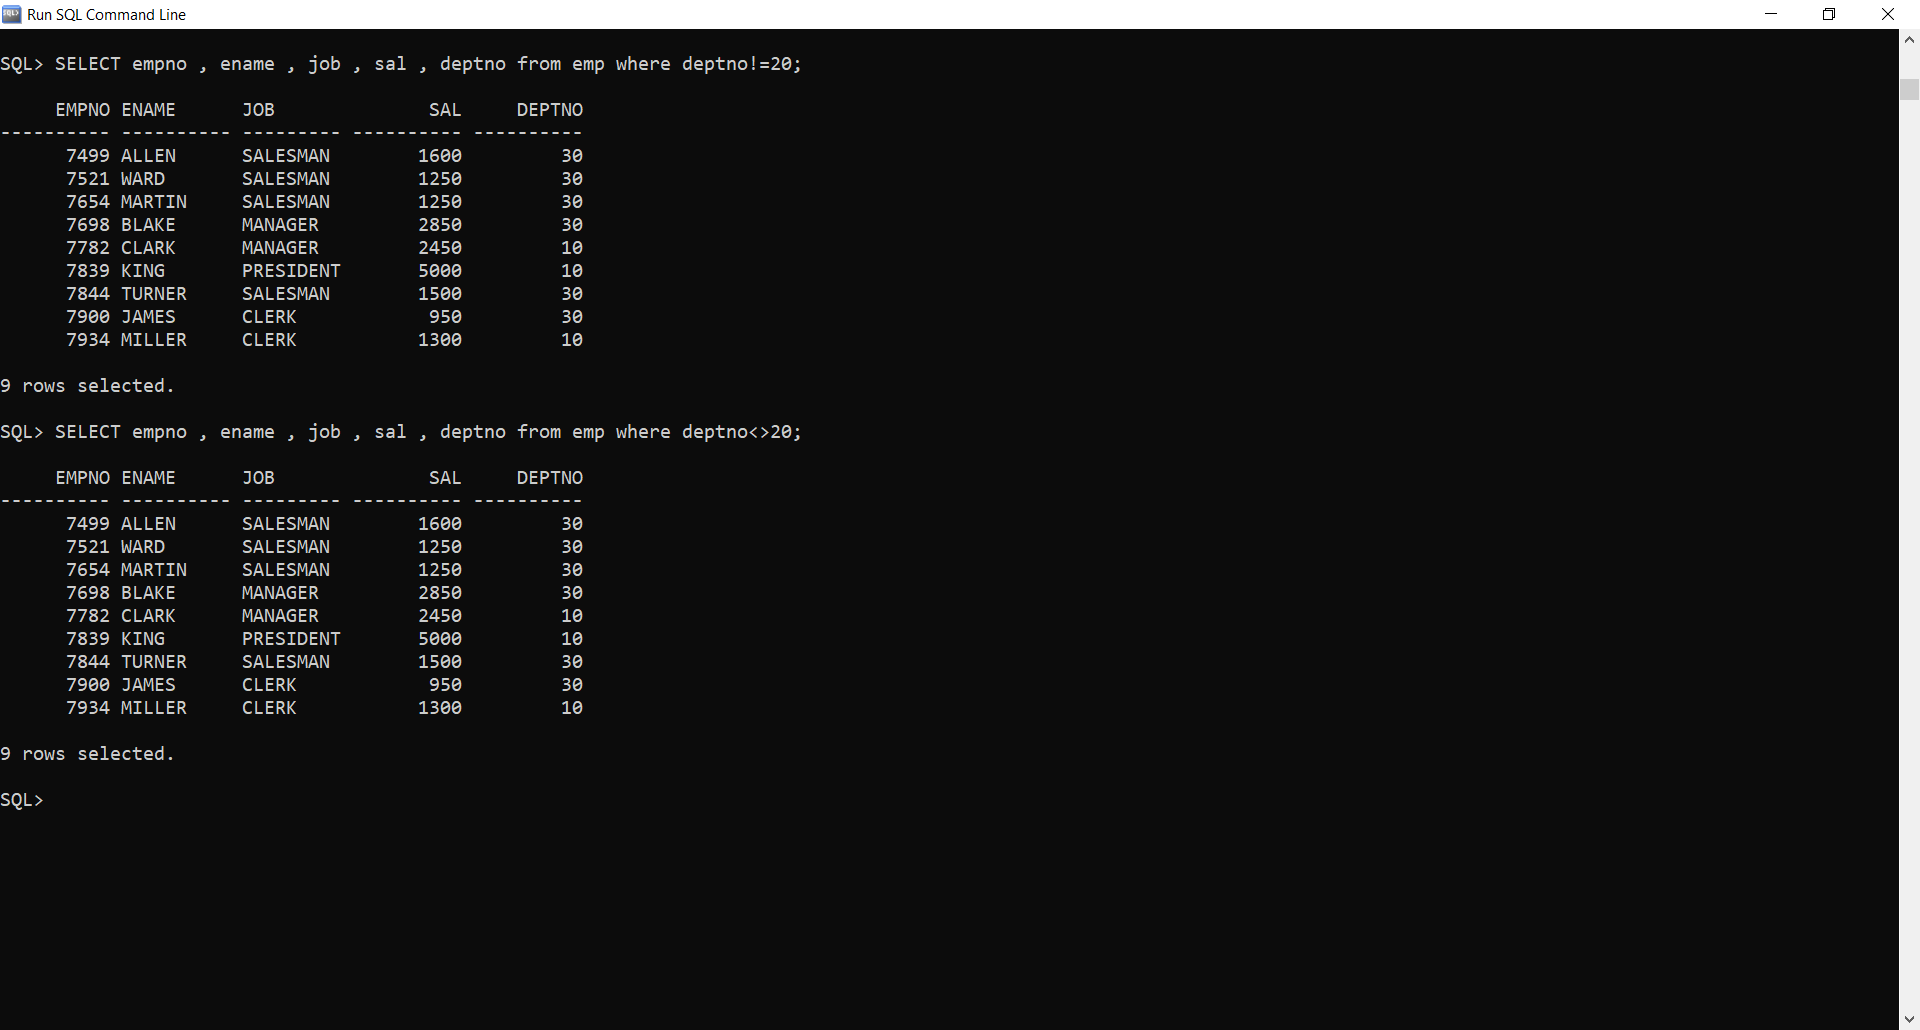 Run SQL Command Line
SQL> SELECT empno , ename , job , sal , deptno from emp where deptno!=20;
     EMPNO ENAME      JOB              SAL     DEPTNO
---------- ---------- --------- ---------- ----------
      7499 ALLEN      SALESMAN        1600         30
      7521 WARD       SALESMAN        1250         30
      7654 MARTIN     SALESMAN        1250         30
      7698 BLAKE      MANAGER         2850         30
      7782 CLARK      MANAGER         2450         10
      7839 KING       PRESIDENT       5000         10
      7844 TURNER     SALESMAN        1500         30
      7900 JAMES      CLERK            950         30
      7934 MILLER     CLERK           1300         10
9 rows selected.
SQL> SELECT empno , ename , job , sal , deptno from emp where deptno<>20;
     EMPNO ENAME      JOB              SAL     DEPTNO
---------- ---------- --------- ---------- ----------
      7499 ALLEN      SALESMAN        1600         30
      7521 WARD       SALESMAN        1250         30
      7654 MARTIN     SALESMAN        1250         30
      7698 BLAKE      MANAGER         2850         30
      7782 CLARK      MANAGER         2450         10
      7839 KING       PRESIDENT       5000         10
      7844 TURNER     SALESMAN        1500         30
      7900 JAMES      CLERK            950         30
      7934 MILLER     CLERK           1300         10
9 rows selected.
SQL>